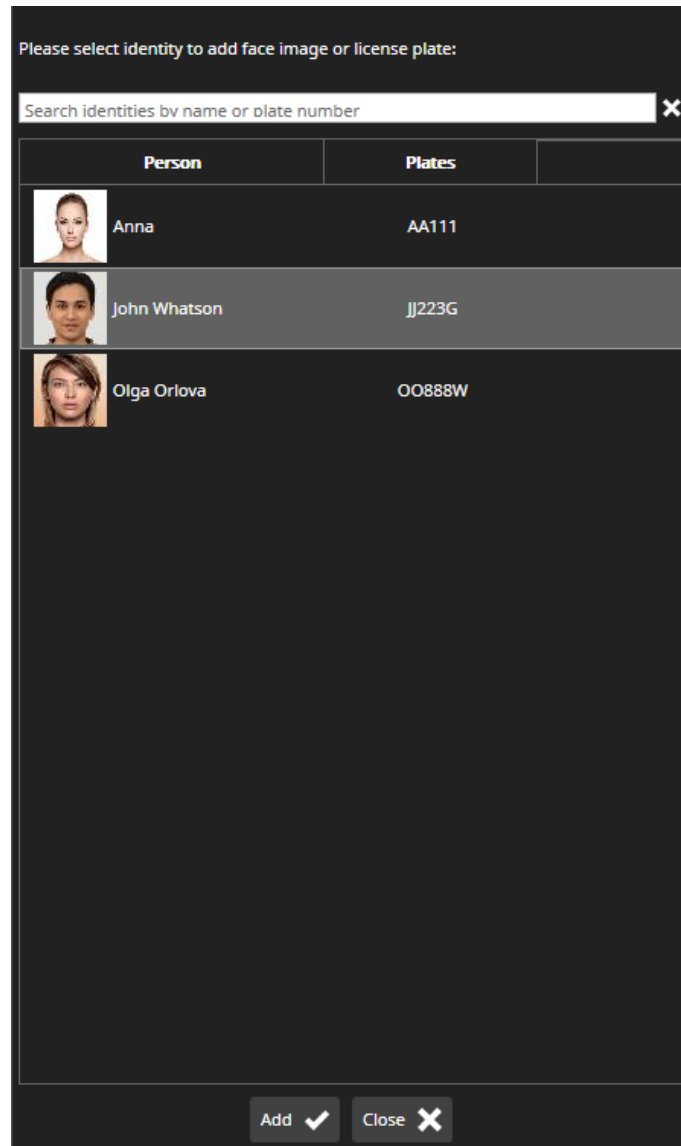 Please select identity to add face image or license plate:
Search identities by name or plate number
Person Plates
Anna AA111
John Whatson JJ223G
Olga Orlova OO888W
Add Close